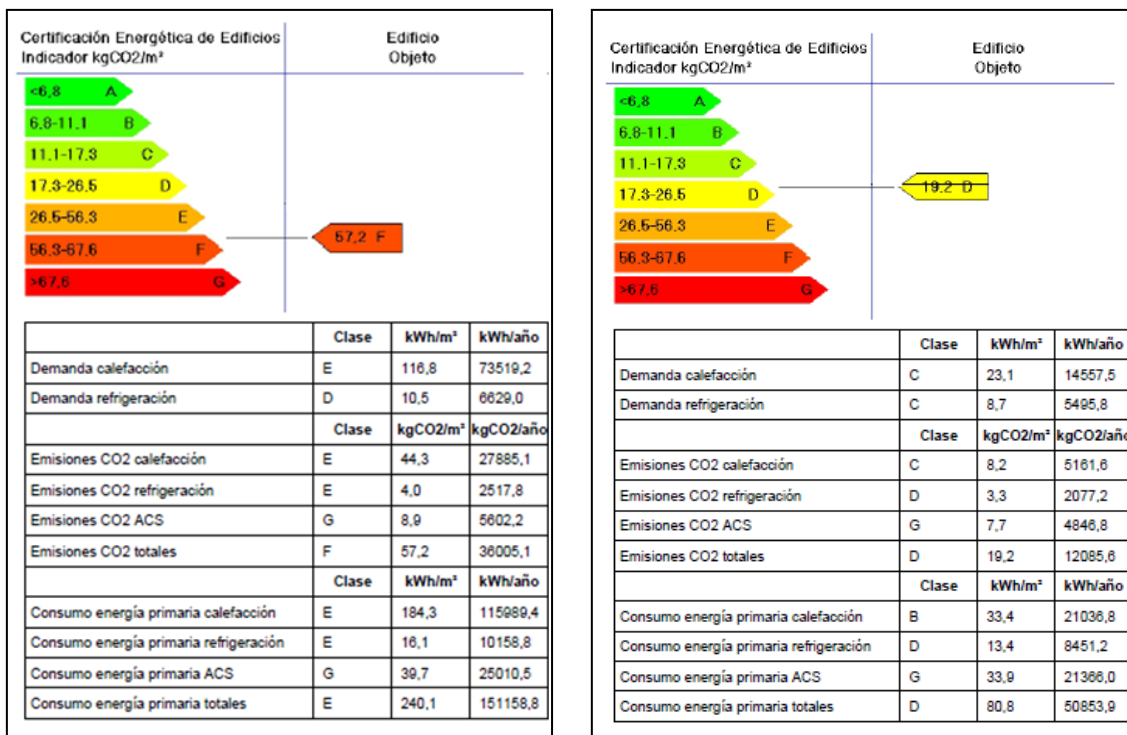 Certificación Energética de Edificios
Indicador kgCO2/m²
Edificio
Objeto
<6,8 A
6.8-11.1 B
11.1-17.3 C
17.3-26.5 D
26.5-56.3 E
56.3-67.6 F
>67,6 G
57,2 F
Clase kWh/m² kWh/año
Demanda calefacción E 116,8 73519,2
Demanda refrigeración D 10,5 6629,0
Clase kgCO2/m² kgCO2/año
Emisiones CO2 calefacción E 44,3 27885,1
Emisiones CO2 refrigeración E 4,0 2517,8
Emisiones CO2 ACS G 8,9 5602,2
Emisiones CO2 totales F 57,2 36005,1
Clase kWh/m² kWh/año
Consumo energía primaria calefacción E 184,3 115989,4
Consumo energía primaria refrigeración E 16,1 10158,8
Consumo energía primaria ACS G 39,7 25010,5
Consumo energía primaria totales E 240,1 151158,8
Certificación Energética de Edificios
Indicador kgCO2/m²
Edificio
Objeto
<6,8 A
6.8-11.1 B
11.1-17.3 C
17.3-26.5 D
26.5-56.3 E
56.3-67.6 F
>67,6 G
19.2 D
Clase kWh/m² kWh/año
Demanda calefacción C 23,1 14557,5
Demanda refrigeración C 8,7 5495,8
Clase kgCO2/m² kgCO2/año
Emisiones CO2 calefacción C 8,2 5161,6
Emisiones CO2 refrigeración D 3,3 2077,2
Emisiones CO2 ACS G 7,7 4846,8
Emisiones CO2 totales D 19,2 12085,6
Clase kWh/m² kWh/año
Consumo energía primaria calefacción B 33,4 21036,8
Consumo energía primaria refrigeración D 13,4 8451,2
Consumo energía primaria ACS G 33,9 21366,0
Consumo energía primaria totales D 80,8 50853,9